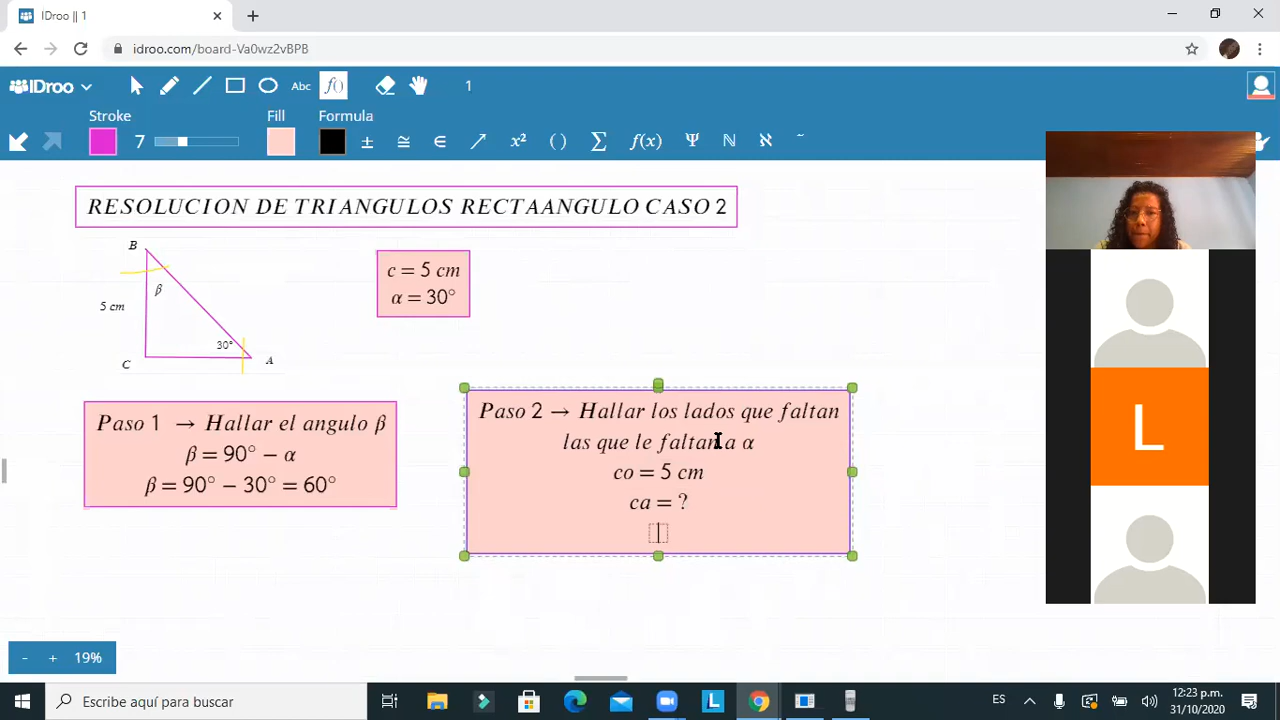 IDroo || 1
idroo.com/board-Va0wz2vBPB
IDroo
Abc
f()
1
Stroke
Fill
Formula
7
± ≅ ∈ x² ( ) ∑ f(x) Ψ ℕ ℵ ~
RESOLUCION DE TRIANGULOS RECTAANGULO CASO 2
B
β
5 cm
30°
C
A
c = 5 cm
α = 30°
Paso 1 → Hallar el angulo β
β = 90° − α
β = 90° − 30° = 60°
Paso 2 → Hallar los lados que faltan
las que le faltan a α
co = 5 cm
ca = ?
L
- + 19%
Escribe aquí para buscar
L
ES
12:23 p.m.
31/10/2020